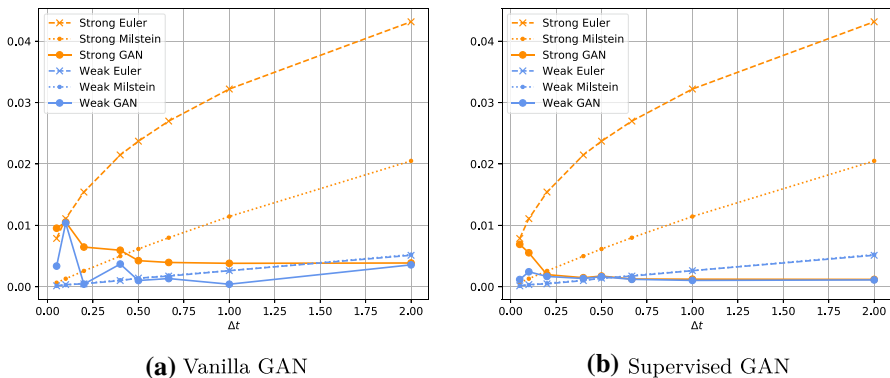 Strong Euler
Strong Milstein
Strong GAN
Weak Euler
Weak Milstein
Weak GAN
0.04
0.03
0.02
0.01
0.00
0.00 0.25 0.50 0.75 1.00 1.25 1.50 1.75 2.00
Δt
(a) Vanilla GAN
Strong Euler
Strong Milstein
Strong GAN
Weak Euler
Weak Milstein
Weak GAN
0.04
0.03
0.02
0.01
0.00
0.00 0.25 0.50 0.75 1.00 1.25 1.50 1.75 2.00
Δt
(b) Supervised GAN